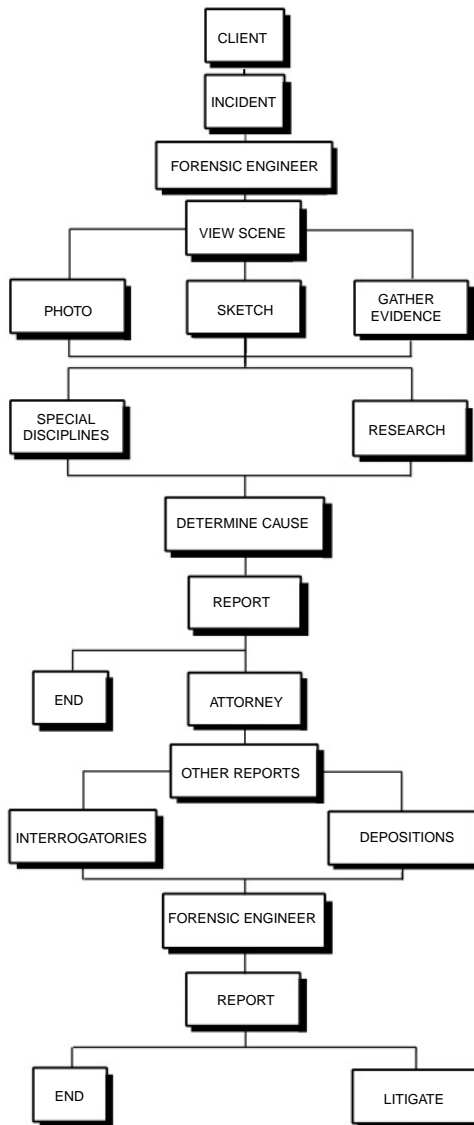 CLIENT
INCIDENT
FORENSIC ENGINEER
VIEW SCENE
PHOTO
SKETCH
GATHER
EVIDENCE
SPECIAL
DISCIPLINES
RESEARCH
DETERMINE CAUSE
REPORT
END
ATTORNEY
OTHER REPORTS
INTERROGATORIES
DEPOSITIONS
FORENSIC ENGINEER
REPORT
END
LITIGATE